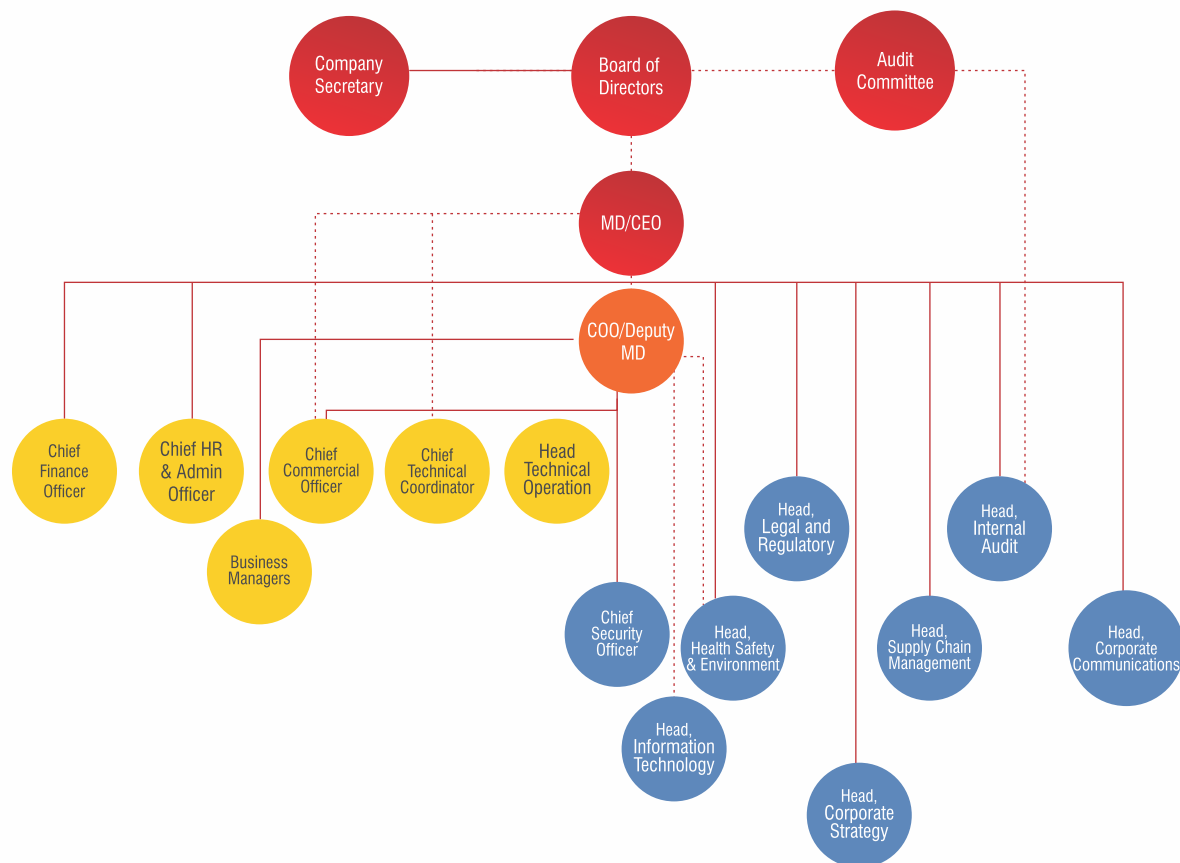 Company
Secretary
Board of
Directors
Audit
Committee
MD/CEO
COO/Deputy
MD
Chief
Finance
Officer
Chief HR
& Admin
Officer
Chief
Commercial
Officer
Chief
Technical
Coordinator
Head
Technical
Operation
Business
Managers
Head,
Legal and
Regulatory
Head,
Internal
Audit
Chief
Security
Officer
Head,
Health Safety
& Environment
Head,
Supply Chain
Management
Head,
Corporate
Communications
Head,
Information
Technology
Head,
Corporate
Strategy